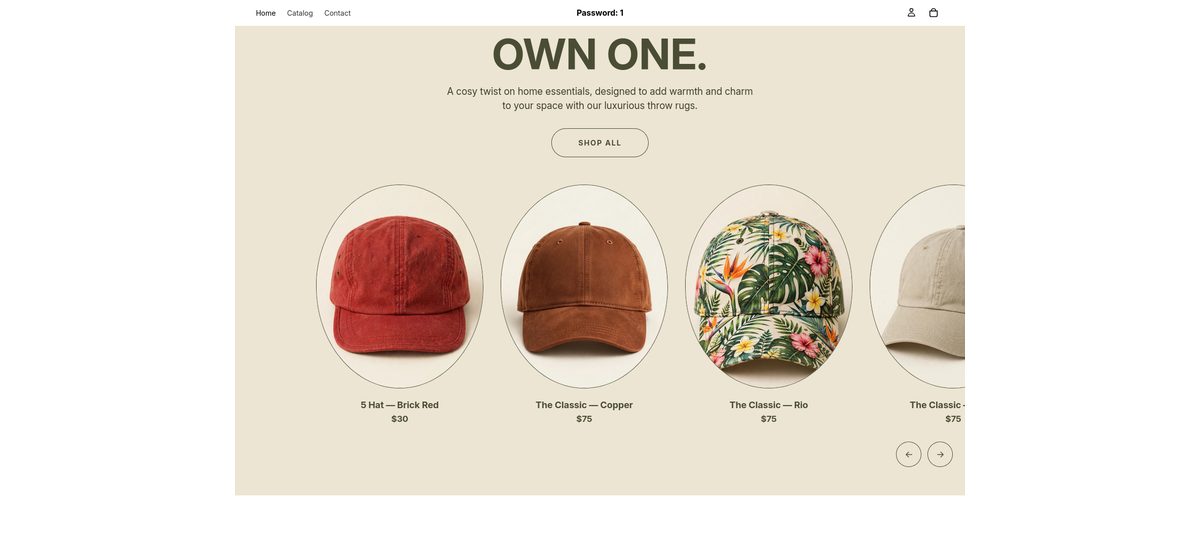 Home Catalog Contact Password: 1
OWN ONE.
A cosy twist on home essentials, designed to add warmth and charm
to your space with our luxurious throw rugs.
SHOP ALL
5 Hat — Brick Red
$30
The Classic — Copper
$75
The Classic — Rio
$75
The Classic -
$75